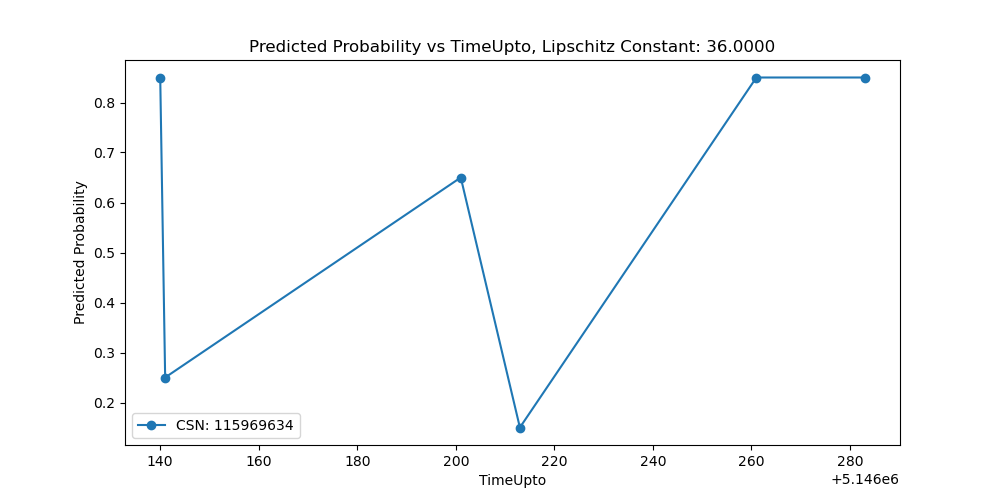 Predicted Probability vs TimeUpto, Lipschitz Constant: 36.0000
Predicted Probability
0.8
0.7
0.6
0.5
0.4
0.3
0.2
CSN: 115969634
140 160 180 200 220 240 260 280
TimeUpto
+5.146e6